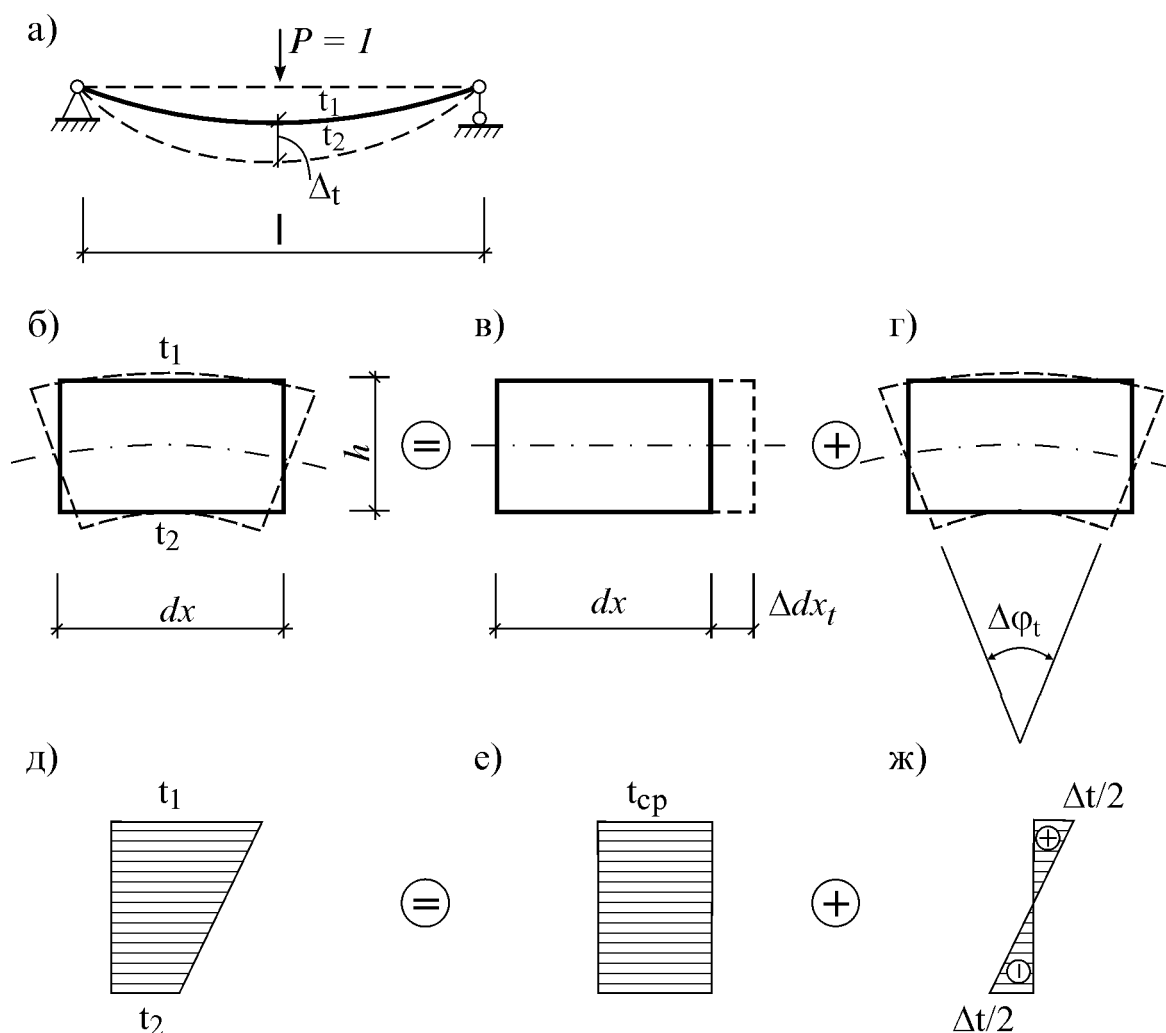 а)
P = 1
t₁
t₂
Δₜ
l
б)
в)
г)
t₁
h
=
+
t₂
dx
dx
Δdxₜ
Δφₜ
д)
е)
ж)
t₁
tср
Δt/2
+
=
+
−
t₂
Δt/2